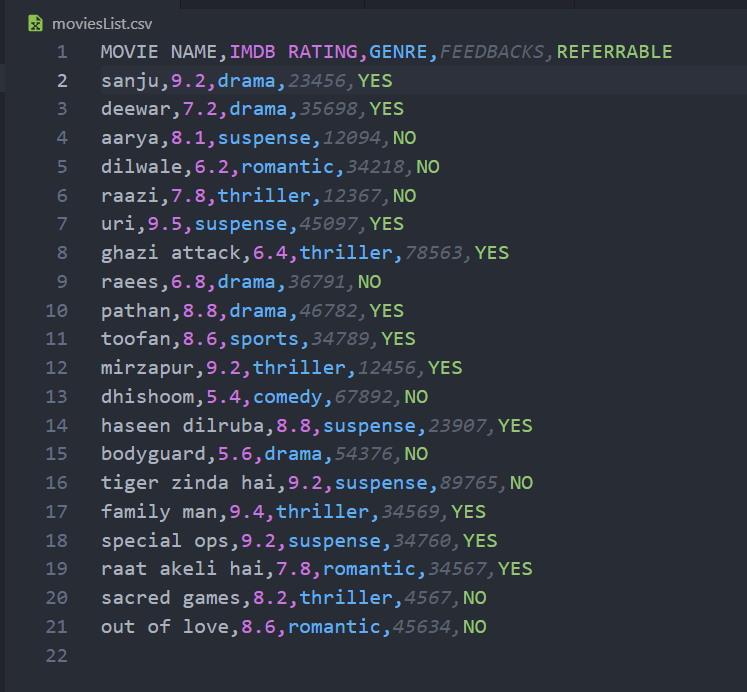 moviesList.csv
1 MOVIE NAME,IMDB RATING,GENRE,FEEDBACKS,REFERRABLE
2 sanju,9.2,drama,23456,YES
3 deewar,7.2,drama,35698,YES
4 aarya,8.1,suspense,12094,NO
5 dilwale,6.2,romantic,34218,NO
6 raazi,7.8,thriller,12367,NO
7 uri,9.5,suspense,45097,YES
8 ghazi attack,6.4,thriller,78563,YES
9 raees,6.8,drama,36791,NO
10 pathan,8.8,drama,46782,YES
11 toofan,8.6,sports,34789,YES
12 mirzapur,9.2,thriller,12456,YES
13 dhishoom,5.4,comedy,67892,NO
14 haseen dilruba,8.8,suspense,23907,YES
15 bodyguard,5.6,drama,54376,NO
16 tiger zinda hai,9.2,suspense,89765,NO
17 family man,9.4,thriller,34569,YES
18 special ops,9.2,suspense,34760,YES
19 raat akeli hai,7.8,romantic,34567,YES
20 sacred games,8.2,thriller,4567,NO
21 out of love,8.6,romantic,45634,NO
22